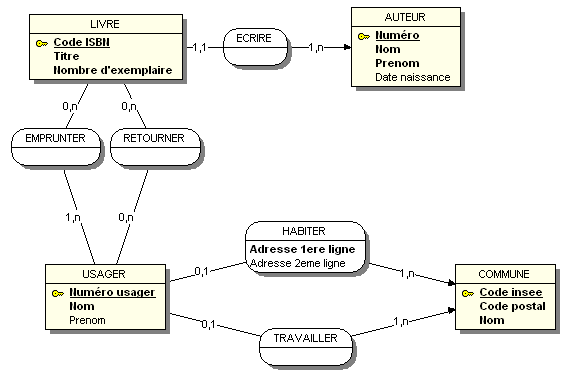 LIVRE
Code ISBN
Titre
Nombre d'exemplaire
1,1
ECRIRE
1,n
AUTEUR
Numéro
Nom
Prenom
Date naissance
0,n
0,n
EMPRUNTER
RETOURNER
1,n
0,n
USAGER
Numéro usager
Nom
Prenom
0,1
HABITER
Adresse 1ere ligne
Adresse 2eme ligne
1,n
0,1
TRAVAILLER
1,n
COMMUNE
Code insee
Code postal
Nom